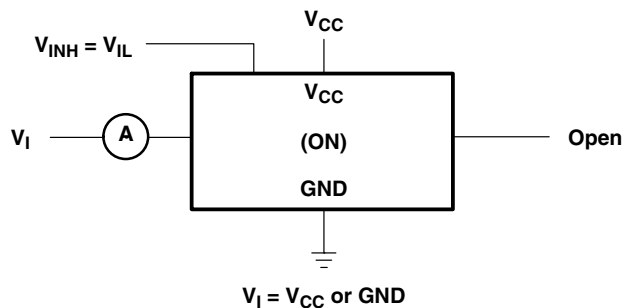 VCC
VINH = VIL
VCC
VI
A
(ON)
Open
GND
VI = VCC or GND